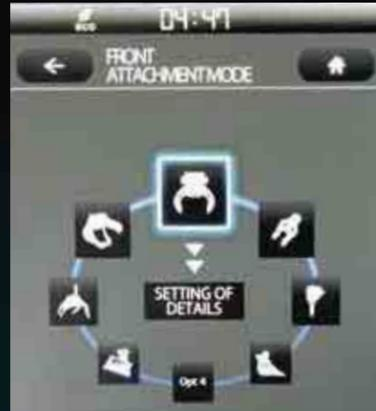 eco 04:47
FRONT
ATTACHMENT MODE
SETTING OF
DETAILS
Opt 4